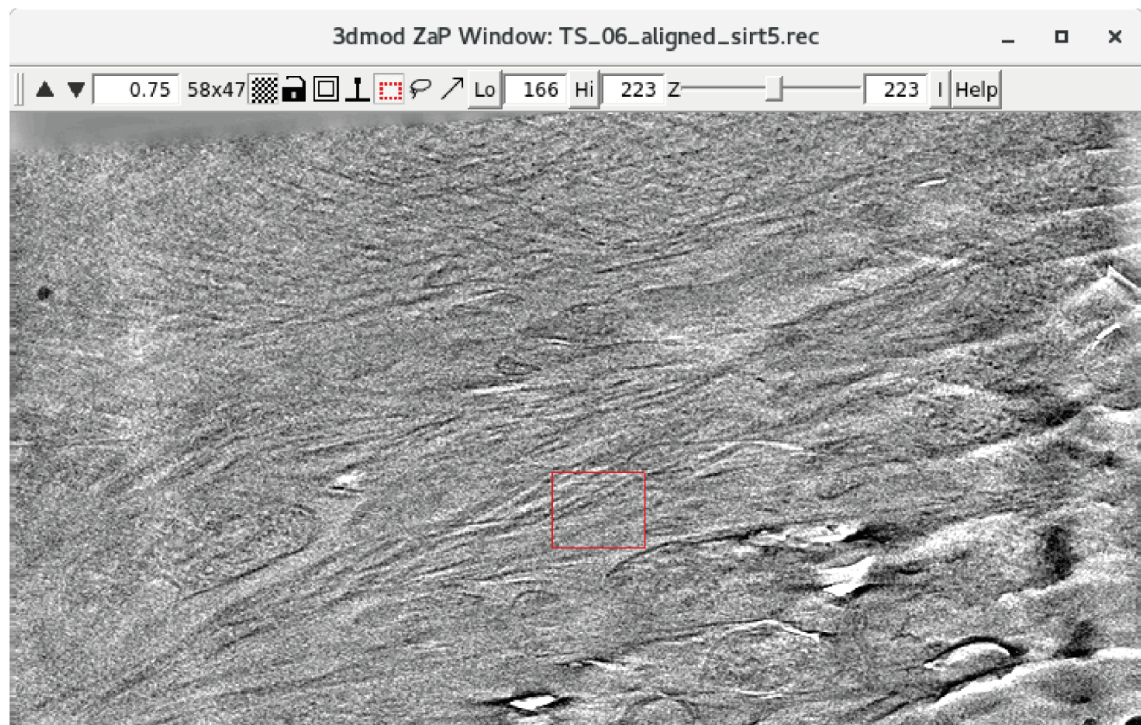 3dmod ZaP Window: TS_06_aligned_sirt5.rec
0.75 58x47 Lo 166 Hi 223 Z 223 I Help